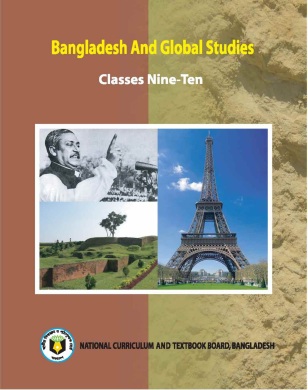 Bangladesh And Global Studies
Classes Nine-Ten
NATIONAL CURRICULUM AND TEXTBOOK BOARD, BANGLADESH